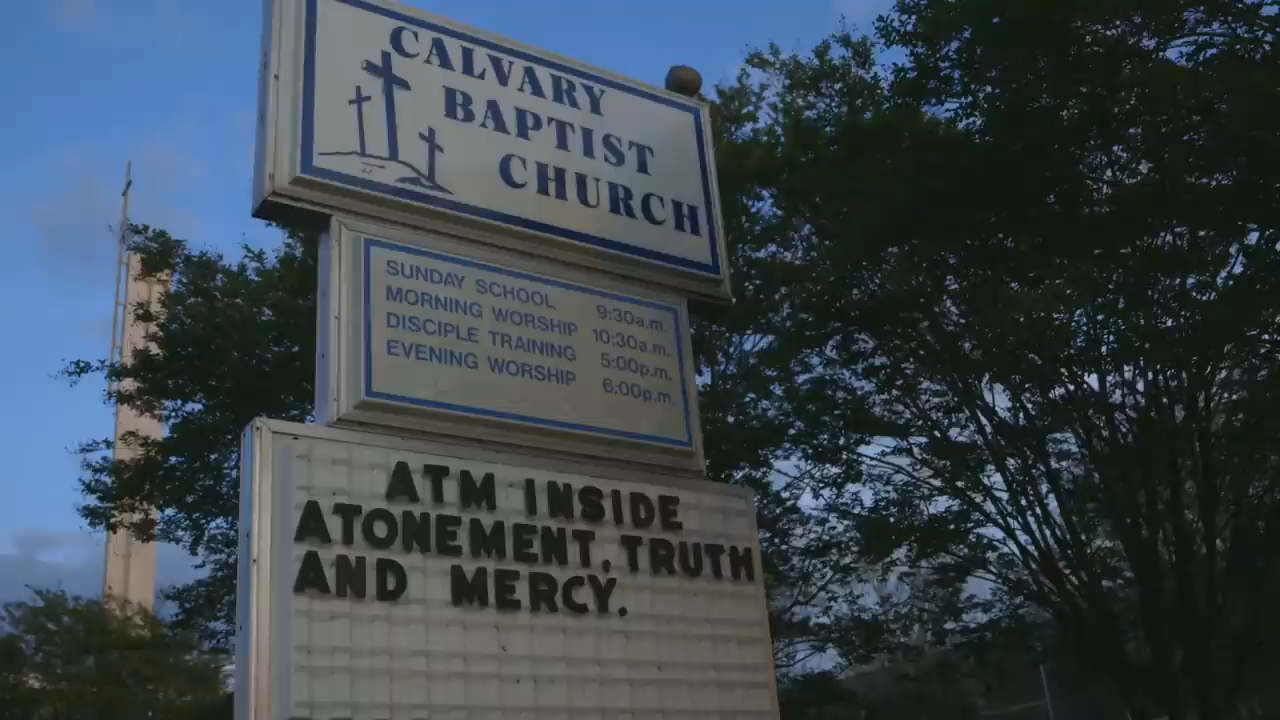 CALVARY
BAPTIST
CHURCH
SUNDAY SCHOOL 9:30a.m.
MORNING WORSHIP 10:30a.m.
DISCIPLE TRAINING 5:00p.m.
EVENING WORSHIP 6:00p.m.
ATM INSIDE
ATONEMENT, TRUTH
AND MERCY.